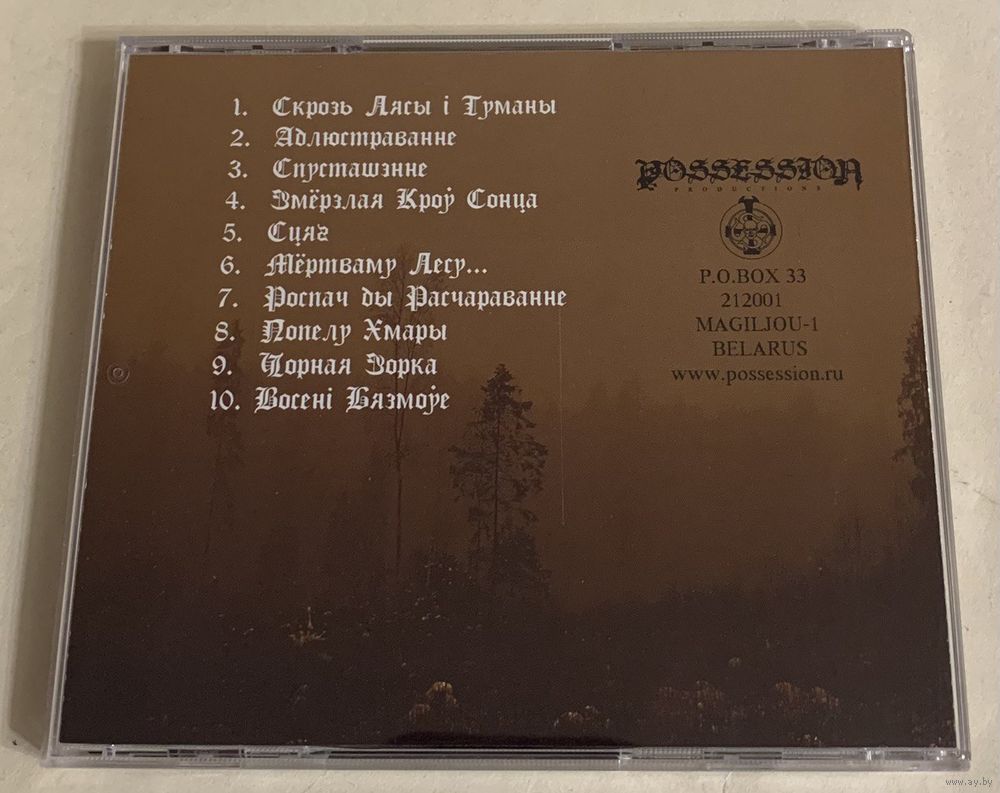 1. Скрозь Лясы і Туманы
2. Адлюстраванне
3. Спусташэнне
4. Змёрзлая Кроў Сонца
5. Сцяг
6. Мёртваму Лесу...
7. Роспач ды Расчараванне
8. Попелу Хмары
9. Чорная Зорка
10. Восені Бязмоўе
POSSESSION
PRODUCTIONS
P.O.BOX 33
212001
MAGILJOU-1
BELARUS
www.possession.ru
www.ay.by